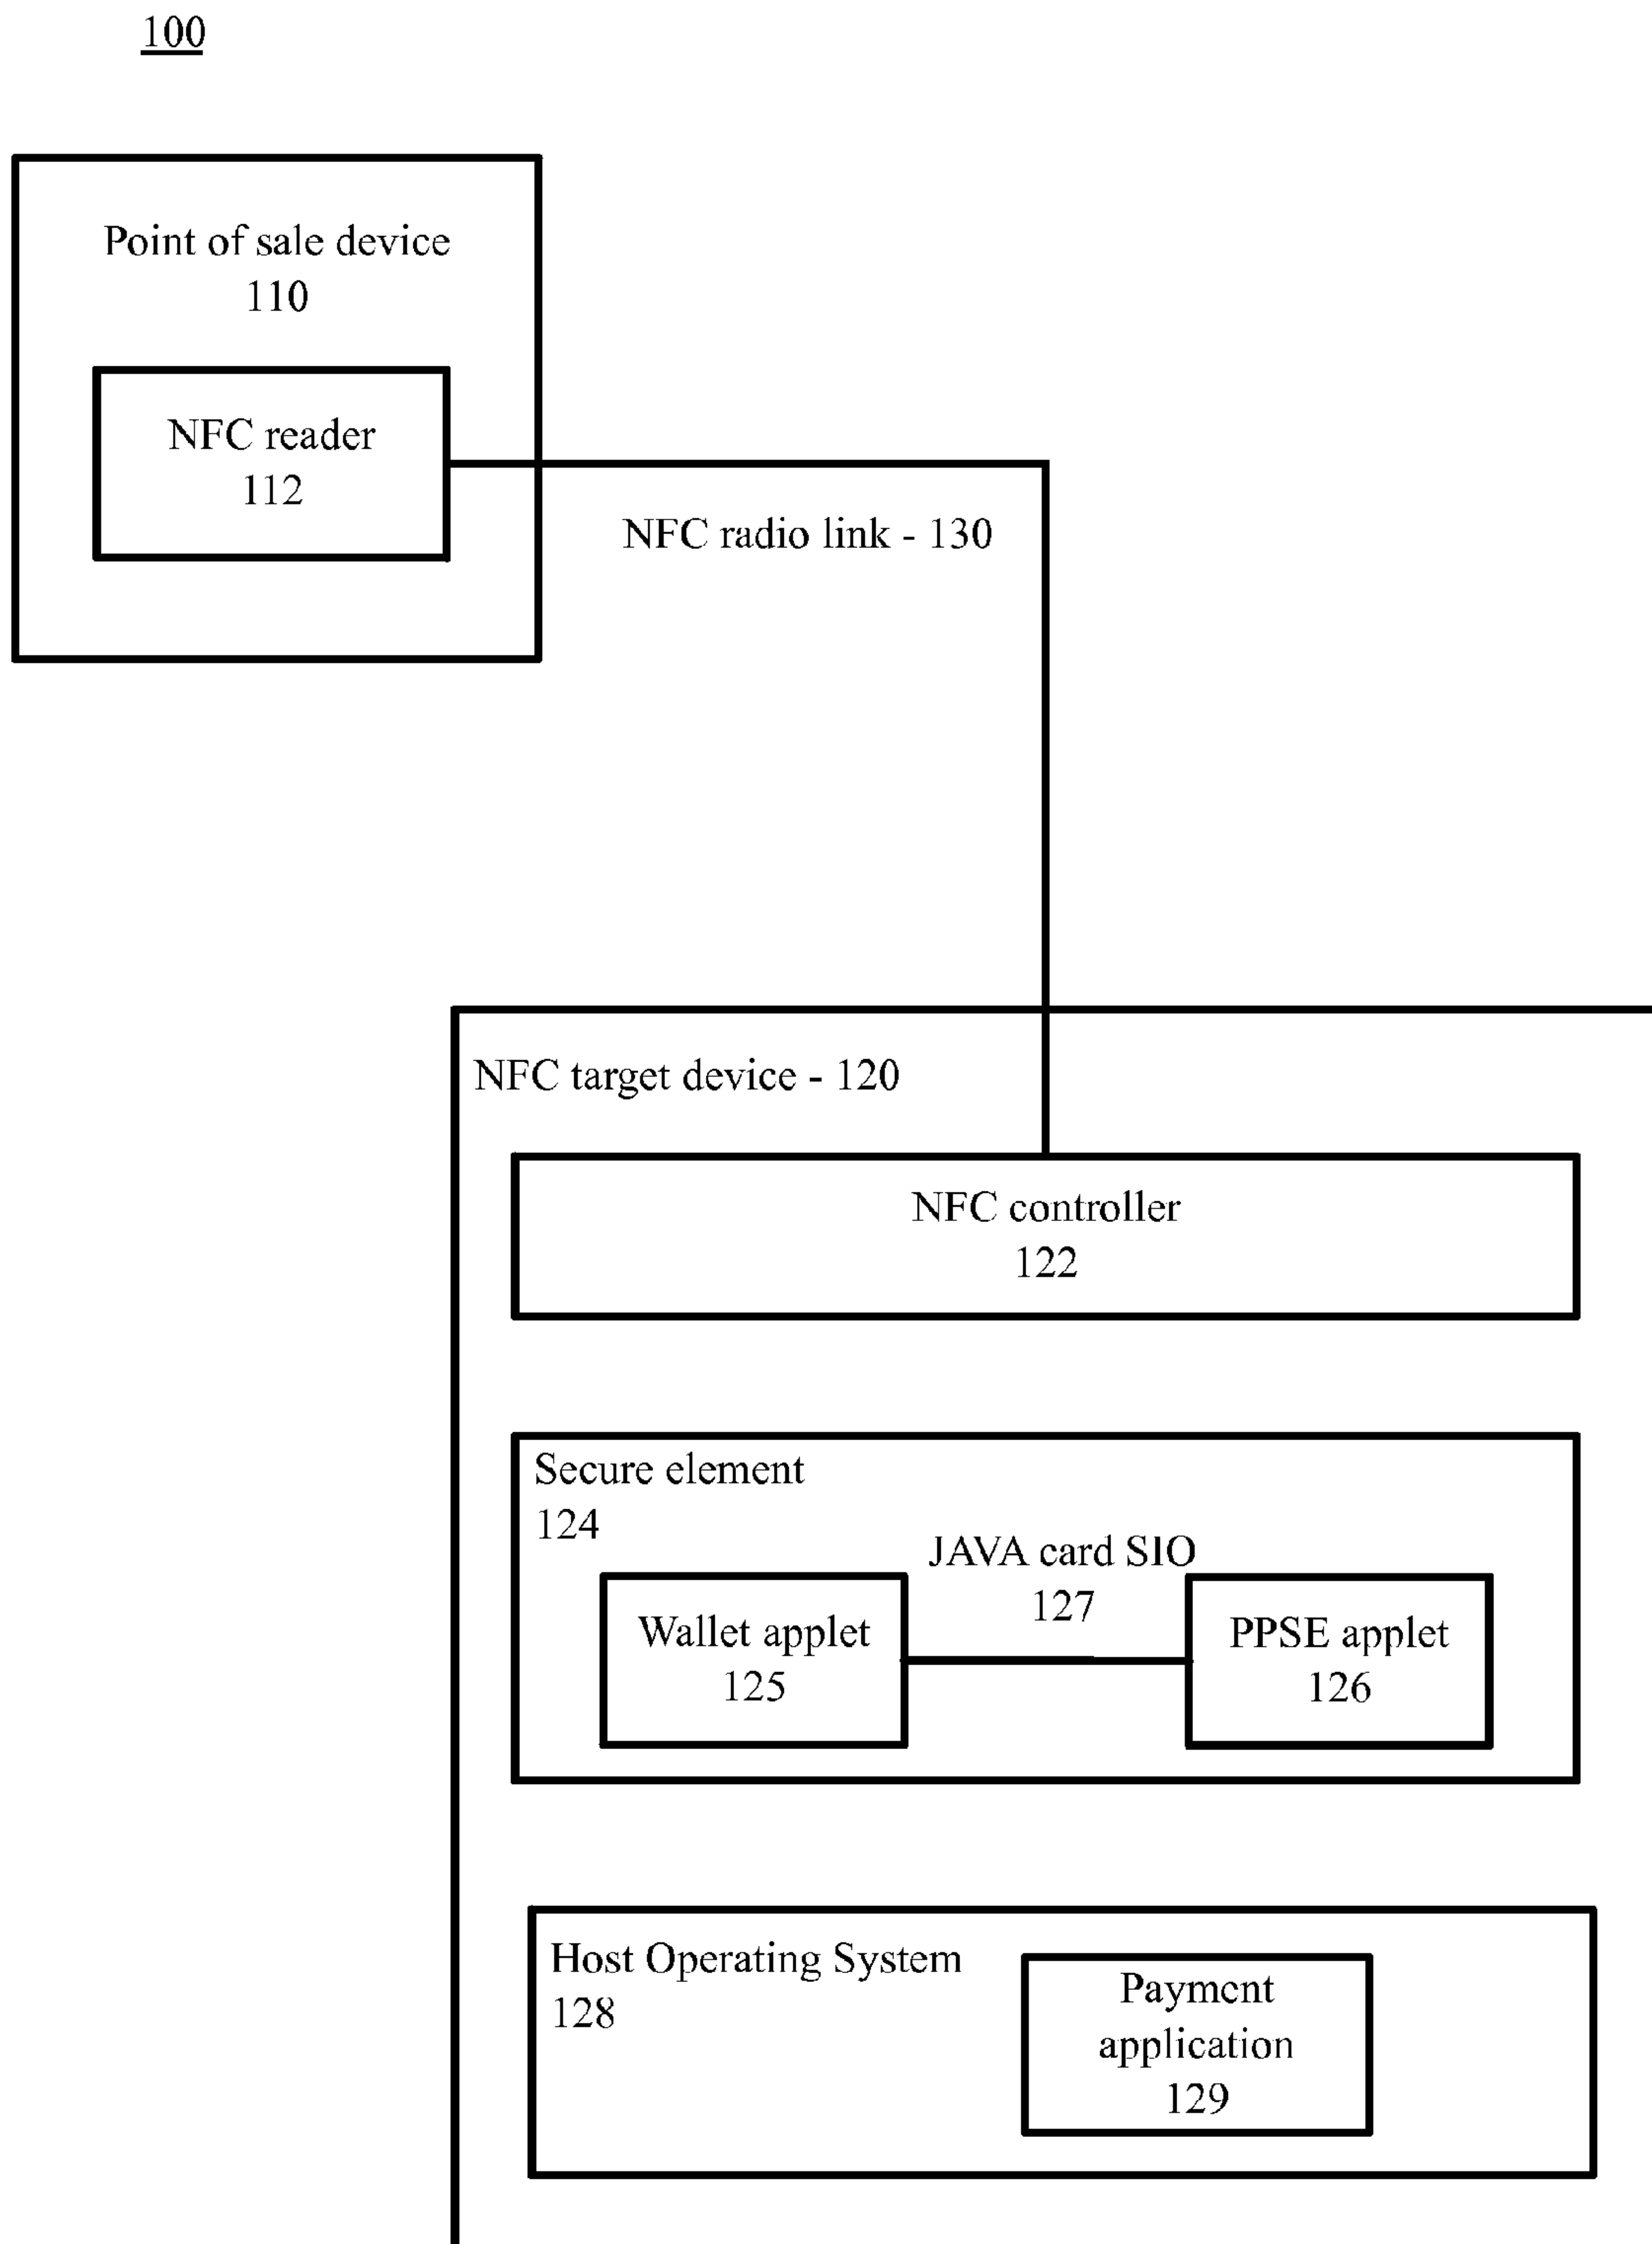 100
Point of sale device
110
NFC reader
112
NFC radio link - 130
NFC target device - 120
NFC controller
122
Secure element
124
JAVA card SIO
127
Wallet applet
125
PPSE applet
126
Host Operating System
128
Payment
application
129